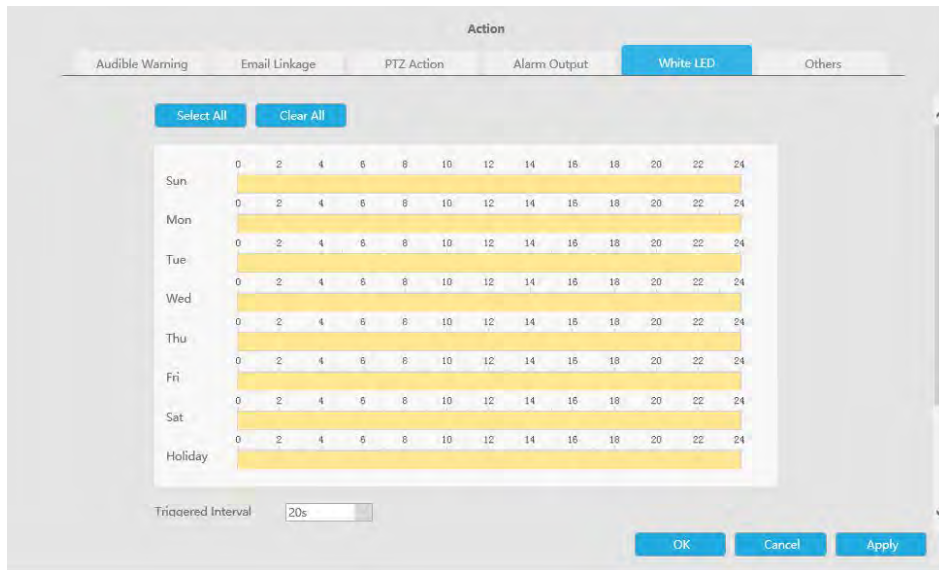 Action
Audible Warning Email Linkage PTZ Action Alarm Output White LED Others
Select All Clear All
0 2 4 6 8 10 12 14 16 18 20 22 24
Sun
0 2 4 6 8 10 12 14 16 18 20 22 24
Mon
0 2 4 6 8 10 12 14 16 18 20 22 24
Tue
0 2 4 6 8 10 12 14 16 18 20 22 24
Wed
0 2 4 6 8 10 12 14 16 18 20 22 24
Thu
0 2 4 6 8 10 12 14 16 18 20 22 24
Fri
0 2 4 6 8 10 12 14 16 18 20 22 24
Sat
0 2 4 6 8 10 12 14 16 18 20 22 24
Holiday
Triggered Interval 20s
OK Cancel Apply